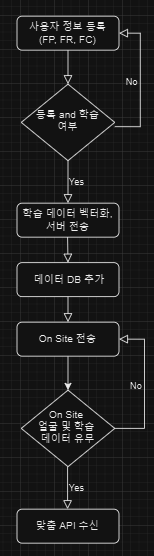 사용자 정보 등록
(FP, FR, FC)
No
등록 and 학습
여부
Yes
학습 데이터 벡터화,
서버 전송
데이터 DB 추가
On Site 전송
No
On Site
얼굴 및 학습
데이터 유무
Yes
맞춤 API 수신